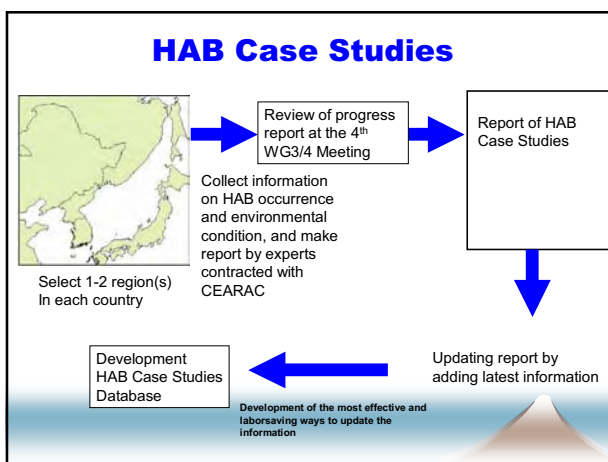 HAB Case Studies
Review of progress
report at the 4th
WG3/4 Meeting
Report of HAB
Case Studies
Collect information
on HAB occurrence
and environmental
condition, and make
report by experts
contracted with
CEARAC
Select 1-2 region(s)
In each country
Updating report by
adding latest information
Development
HAB Case Studies
Database
Development of the most effective and
laborsaving ways to update the
information